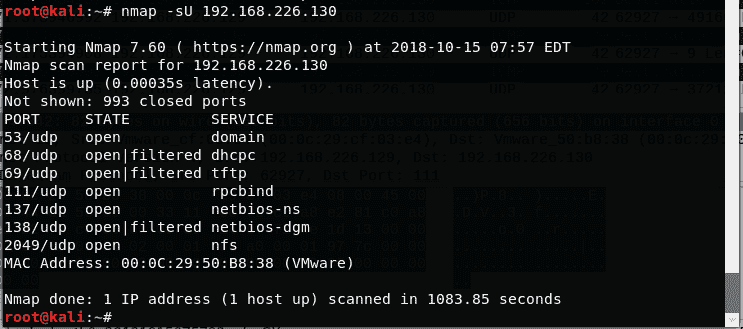 root@kali:~# nmap -sU 192.168.226.130
Starting Nmap 7.60 ( https://nmap.org ) at 2018-10-15 07:57 EDT
Nmap scan report for 192.168.226.130
Host is up (0.00035s latency).
Not shown: 993 closed ports
PORT     STATE         SERVICE
53/udp   open          domain
68/udp   open|filtered dhcpc
69/udp   open|filtered tftp
111/udp  open          rpcbind
137/udp  open          netbios-ns
138/udp  open|filtered netbios-dgm
2049/udp open          nfs
MAC Address: 00:0C:29:50:B8:38 (VMware)
Nmap done: 1 IP address (1 host up) scanned in 1083.85 seconds
root@kali:~#